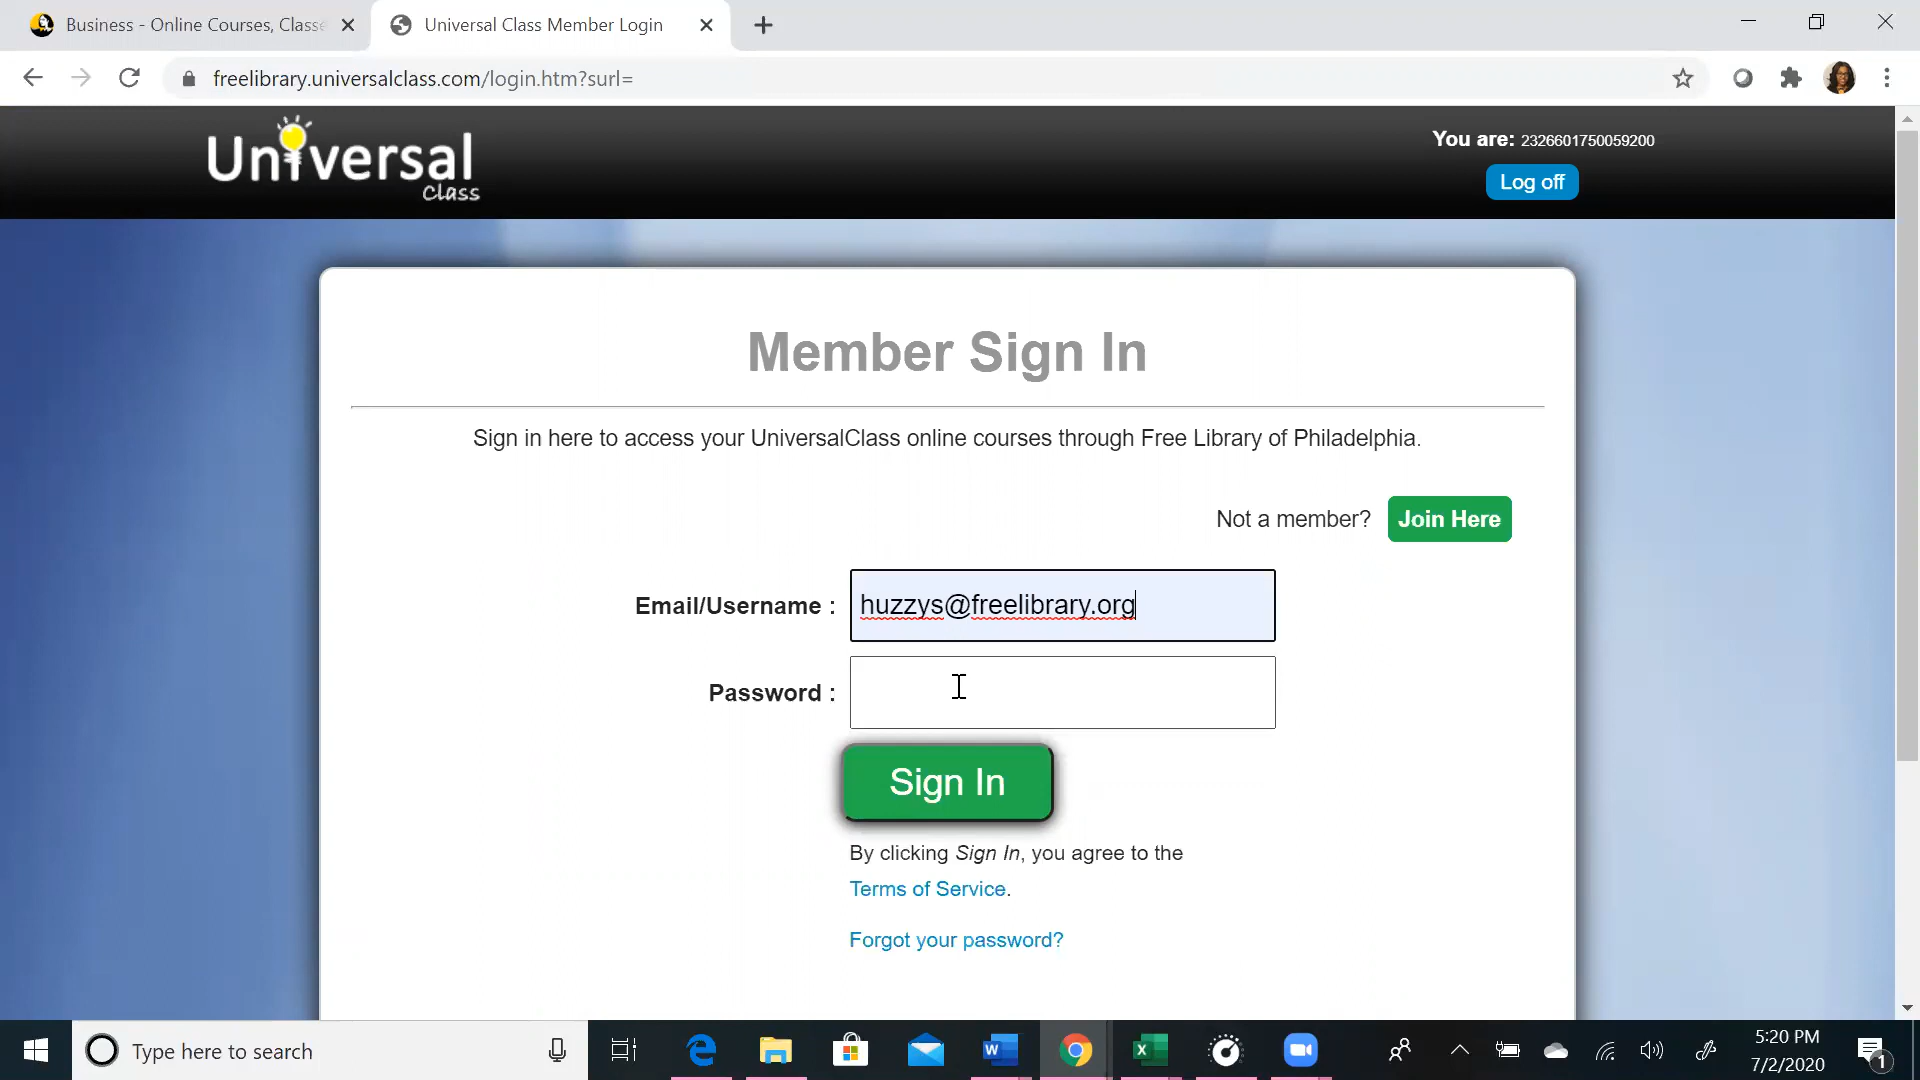 Business - Online Courses, Classe
Universal Class Member Login
freelibrary.universalclass.com/login.htm?surl=
Universal
Class
You are: 2326601750059200
Log off
Member Sign In
Sign in here to access your UniversalClass online courses through Free Library of Philadelphia.
Not a member? Join Here
Email/Username : huzzys@freelibrary.org
Password :
Sign In
By clicking Sign In, you agree to the
Terms of Service.
Forgot your password?
Type here to search
5:20 PM
7/2/2020
1